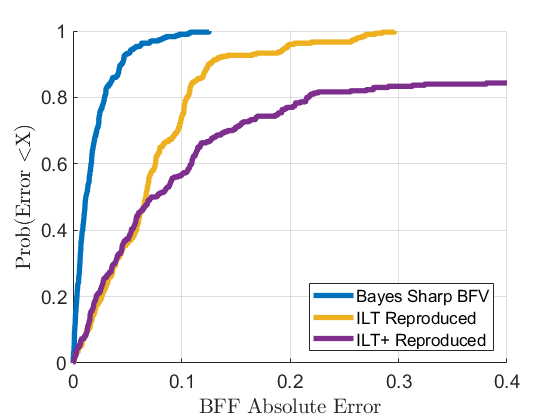 1
0.8
0.6
0.4
0.2
0
0 0.1 0.2 0.3 0.4
Prob(Error <X)
BFF Absolute Error
Bayes Sharp BFV
ILT Reproduced
ILT+ Reproduced